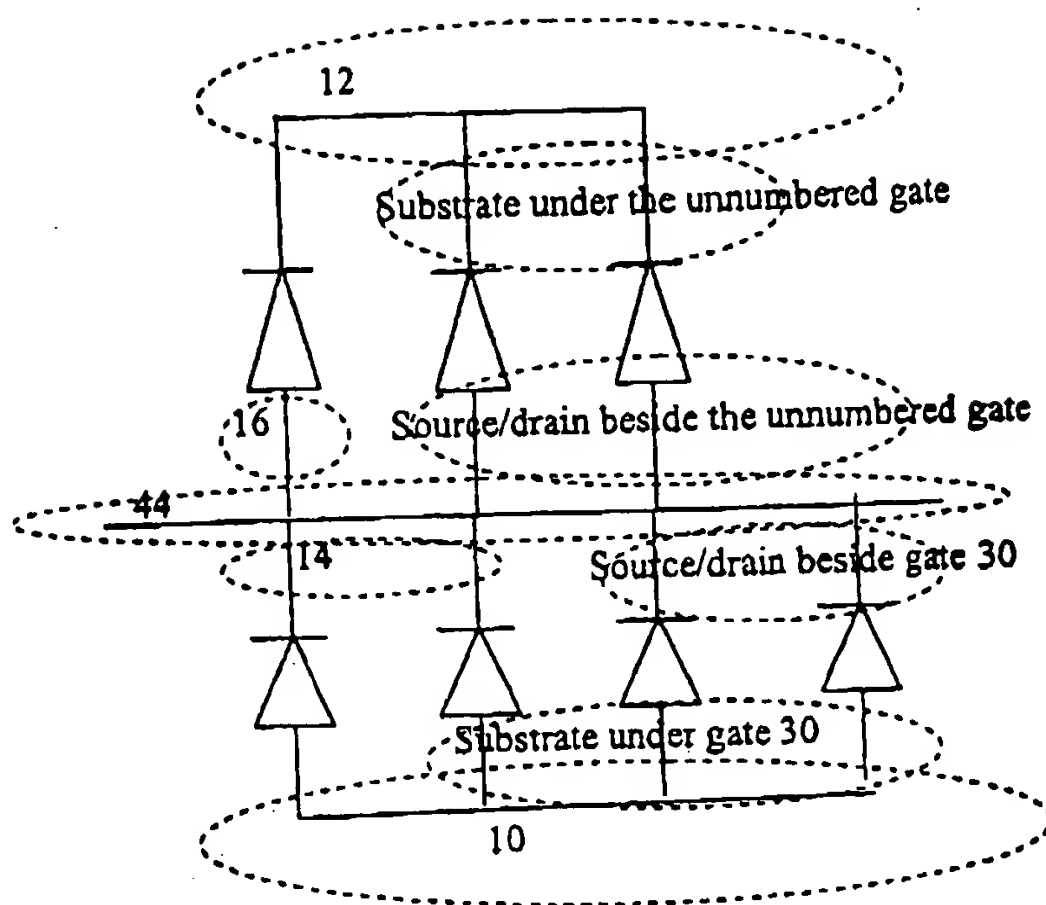 12
Substrate under the unnumbered gate
16
Source/drain beside the unnumbered gate
44
14
Source/drain beside gate 30
Substrate under gate 30
10